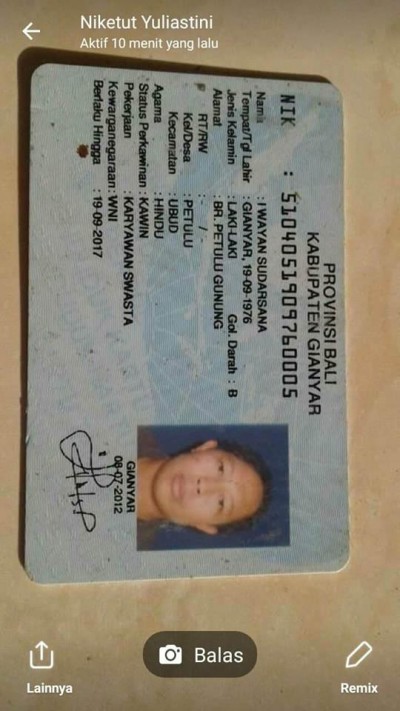 Niketut Yuliastini
Aktif 10 menit yang lalu
PROVINSI BALI
KABUPATEN GIANYAR
NIK : 5104051909760005
Nama : I WAYAN SUDARSANA
Tempat/Tgl Lahir : GIANYAR, 19-09-1976
Jenis Kelamin : LAKI-LAKI Gol. Darah : B
Alamat : BR. PETULU GUNUNG
RT/RW : - / -
Kel/Desa : PETULU
Kecamatan : UBUD
Agama : HINDU
Status Perkawinan : KAWIN
Pekerjaan : KARYAWAN SWASTA
Kewarganegaraan : WNI
Berlaku Hingga : 19-09-2017
GIANYAR
08-07-2012
Lainnya
Balas
Remix